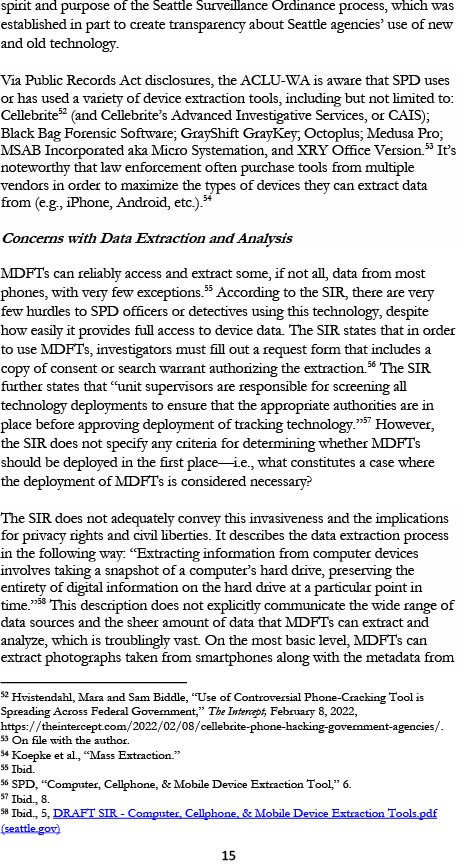 spirit and purpose of the Seattle Surveillance Ordinance process, which was
established in part to create transparency about Seattle agencies’ use of new
and old technology.
Via Public Records Act disclosures, the ACLU-WA is aware that SPD uses
or has used a variety of device extraction tools, including but not limited to:
Cellebrite⁵² (and Cellebrite’s Advanced Investigative Services, or CAIS);
Black Bag Forensic Software; GrayShift GrayKey; Octoplus; Medusa Pro;
MSAB Incorporated aka Micro Systemation, and XRY Office Version.⁵³ It’s
noteworthy that law enforcement often purchase tools from multiple
vendors in order to maximize the types of devices they can extract data
from (e.g., iPhone, Android, etc.).⁵⁴
Concerns with Data Extraction and Analysis
MDFTs can reliably access and extract some, if not all, data from most
phones, with very few exceptions.⁵⁵ According to the SIR, there are very
few hurdles to SPD officers or detectives using this technology, despite
how easily it provides full access to device data. The SIR states that in order
to use MDFTs, investigators must fill out a request form that includes a
copy of consent or search warrant authorizing the extraction.⁵⁶ The SIR
further states that “unit supervisors are responsible for screening all
technology deployments to ensure that the appropriate authorities are in
place before approving deployment of tracking technology.”⁵⁷ However,
the SIR does not specify any criteria for determining whether MDFTs
should be deployed in the first place—i.e., what constitutes a case where
the deployment of MDFTs is considered necessary?
The SIR does not adequately convey this invasiveness and the implications
for privacy rights and civil liberties. It describes the data extraction process
in the following way: “Extracting information from computer devices
involves taking a snapshot of a computer’s hard drive, preserving the
entirety of digital information on the hard drive at a particular point in
time.”⁵⁸ This description does not explicitly communicate the wide range of
data sources and the sheer amount of data that MDFTs can extract and
analyze, which is troublingly vast. On the most basic level, MDFTs can
extract photographs taken from smartphones along with the metadata from
⁵² Hvistendahl, Mara and Sam Biddle, “Use of Controversial Phone-Cracking Tool is
Spreading Across Federal Government,” The Intercept, February 8, 2022,
https://theintercept.com/2022/02/08/cellebrite-phone-hacking-government-agencies/.
⁵³ On file with the author.
⁵⁴ Koepke et al., “Mass Extraction.”
⁵⁵ Ibid.
⁵⁶ SPD, “Computer, Cellphone, & Mobile Device Extraction Tool,” 6.
⁵⁷ Ibid., 8.
⁵⁸ Ibid., 5, DRAFT SIR - Computer, Cellphone, & Mobile Device Extraction Tools.pdf
(seattle.gov)
15